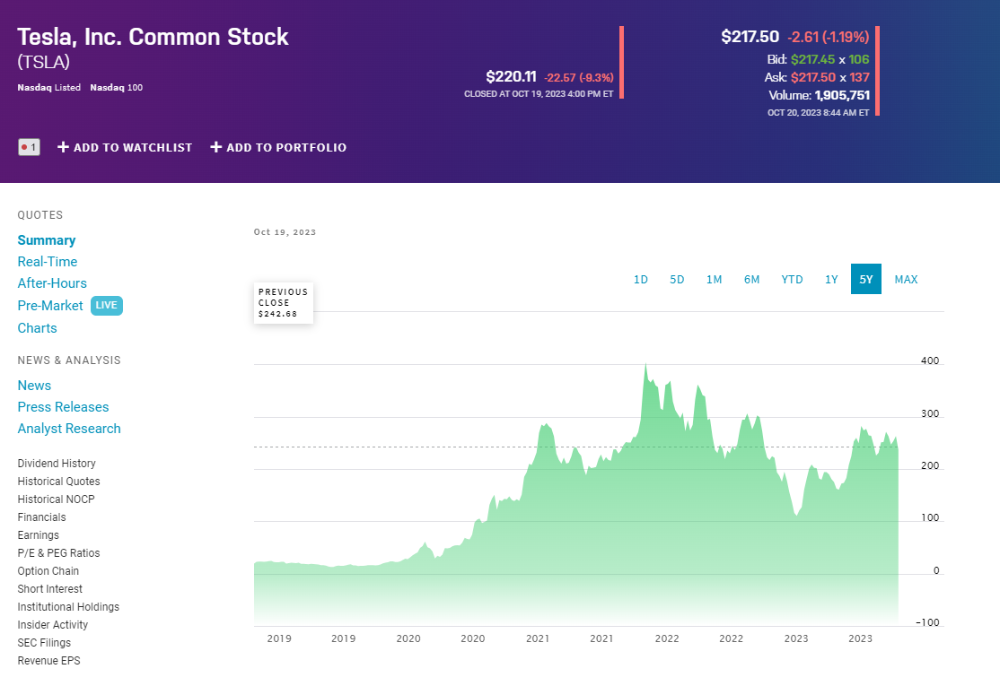 Tesla, Inc. Common Stock
(TSLA)
Nasdaq Listed Nasdaq 100
$220.11 -22.57 (-9.3%)
CLOSED AT OCT 19, 2023 4:00 PM ET
$217.50 -2.61 (-1.19%)
Bid: $217.45 x 106
Ask: $217.50 x 137
Volume: 1,905,751
OCT 20, 2023 8:44 AM ET
1
+ ADD TO WATCHLIST + ADD TO PORTFOLIO
QUOTES
Summary
Real-Time
After-Hours
Pre-Market LIVE
Charts
NEWS & ANALYSIS
News
Press Releases
Analyst Research
Dividend History
Historical Quotes
Historical NOCP
Financials
Earnings
P/E & PEG Ratios
Option Chain
Short Interest
Institutional Holdings
Insider Activity
SEC Filings
Revenue EPS
Oct 19, 2023
1D 5D 1M 6M YTD 1Y 5Y MAX
PREVIOUS
CLOSE
$242.68
400
300
200
100
0
-100
2019 2019 2020 2020 2021 2021 2022 2022 2023 2023